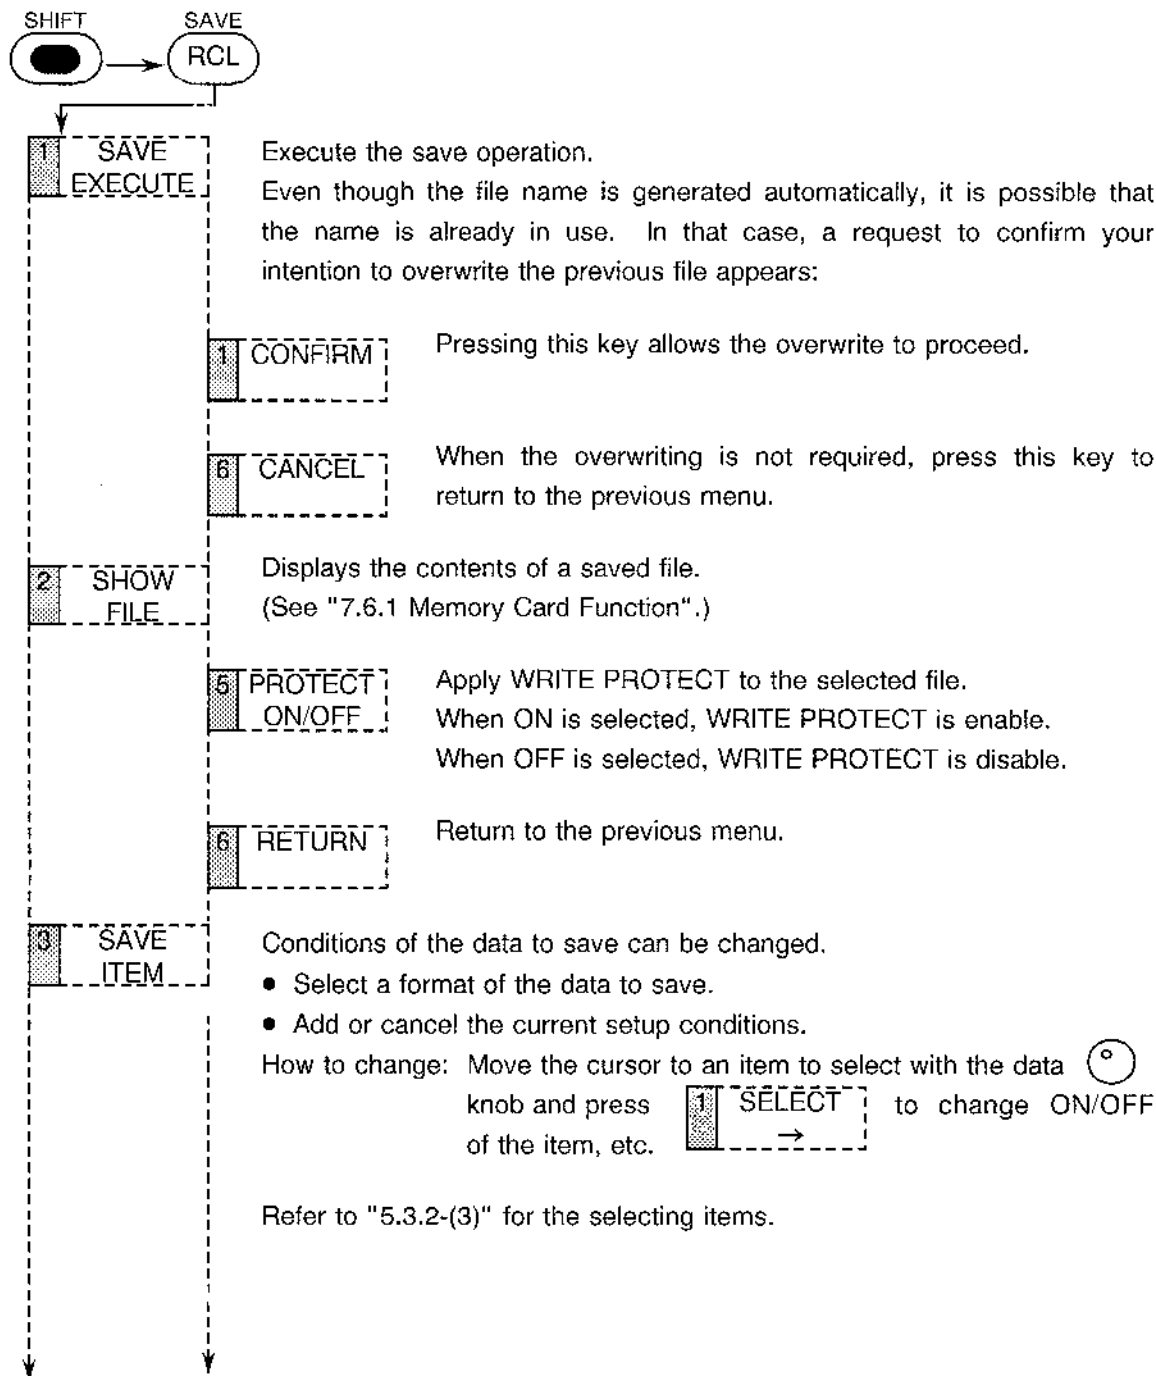 SHIFT SAVE
RCL
1 SAVE
EXECUTE
Execute the save operation.
Even though the file name is generated automatically, it is possible that
the name is already in use. In that case, a request to confirm your
intention to overwrite the previous file appears:
1 CONFIRM
Pressing this key allows the overwrite to proceed.
6 CANCEL
When the overwriting is not required, press this key to
return to the previous menu.
2 SHOW
FILE
Displays the contents of a saved file.
(See "7.6.1 Memory Card Function".)
5 PROTECT
ON/OFF
Apply WRITE PROTECT to the selected file.
When ON is selected, WRITE PROTECT is enable.
When OFF is selected, WRITE PROTECT is disable.
6 RETURN
Return to the previous menu.
3 SAVE
ITEM
Conditions of the data to save can be changed.
● Select a format of the data to save.
● Add or cancel the current setup conditions.
How to change: Move the cursor to an item to select with the data
knob and press 1 SELECT to change ON/OFF
of the item, etc. →
Refer to "5.3.2-(3)" for the selecting items.